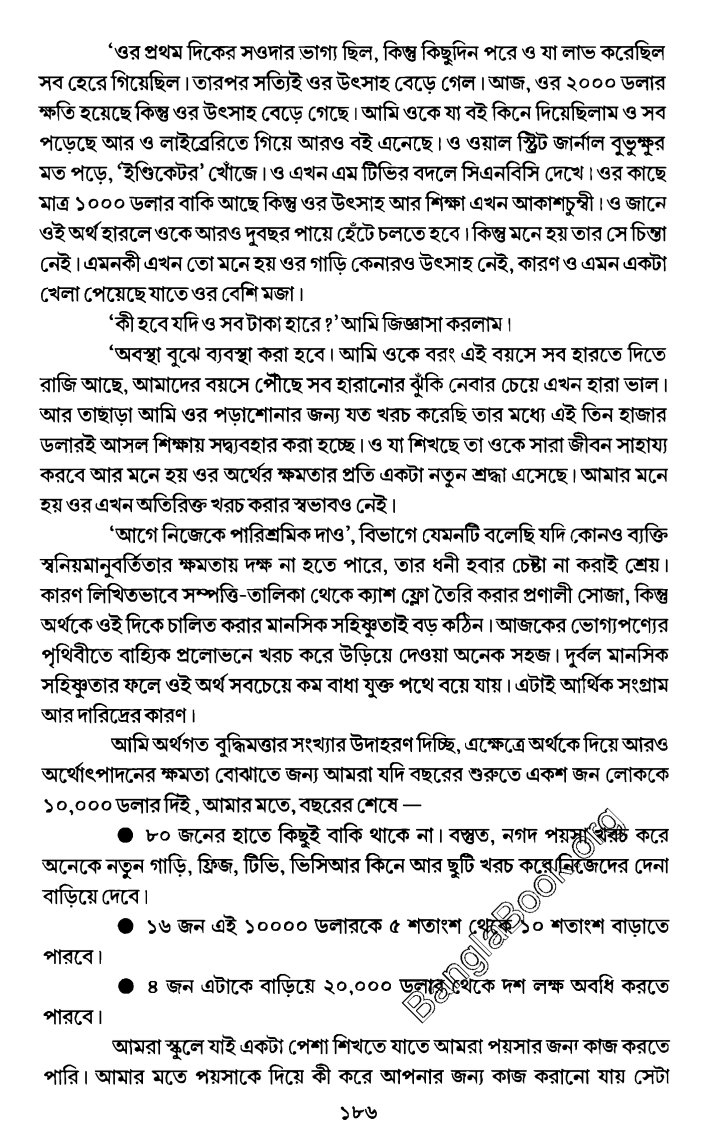 ‘ওর প্রথম দিকের সওদার ভাগ্য ছিল, কিন্তু কিছুদিন পরে ও যা লাভ করেছিল
সব হেরে গিয়েছিল। তারপর সত্যিই ওর উৎসাহ বেড়ে গেল। আজ, ওর ২০০০ ডলার
ক্ষতি হয়েছে কিন্তু ওর উৎসাহ বেড়ে গেছে। আমি ওকে যা বই কিনে দিয়েছিলাম ও সব
পড়েছে আর ও লাইব্রেরিতে গিয়ে আরও বই এনেছে। ও ওয়াল স্ট্রিট জার্নাল বুভুক্ষুর
মত পড়ে, ‘ইণ্ডিকেটর’ খোঁজে। ও এখন এম টিভির বদলে সিএনবিসি দেখে। ওর কাছে
মাত্র ১০০০ ডলার বাকি আছে কিন্তু ওর উৎসাহ আর শিক্ষা এখন আকাশচুম্বী। ও জানে
ওই অর্থ হারলে ওকে আরও দুবছর পায়ে হেঁটে চলতে হবে। কিন্তু মনে হয় তার সে চিন্তা
নেই। এমনকী এখন তো মনে হয় ওর গাড়ি কেনারও উৎসাহ নেই, কারণ ও এমন একটা
খেলা পেয়েছে যাতে ওর বেশি মজা।
‘কী হবে যদি ও সব টাকা হারে ?’ আমি জিজ্ঞাসা করলাম।
‘অবস্থা বুঝে ব্যবস্থা করা হবে। আমি ওকে বরং এই বয়সে সব হারতে দিতে
রাজি আছে, আমাদের বয়সে পৌঁছে সব হারানোর ঝুঁকি নেবার চেয়ে এখন হারা ভাল।
আর তাছাড়া আমি ওর পড়াশোনার জন্য যত খরচ করেছি তার মধ্যে এই তিন হাজার
ডলারই আসল শিক্ষায় সদ্ব্যবহার করা হচ্ছে। ও যা শিখছে তা ওকে সারা জীবন সাহায্য
করবে আর মনে হয় ওর অর্থের ক্ষমতার প্রতি একটা নতুন শ্রদ্ধা এসেছে। আমার মনে
হয় ওর এখন অতিরিক্ত খরচ করার স্বভাবও নেই।
‘আগে নিজেকে পারিশ্রমিক দাও’, বিভাগে যেমনটি বলেছি যদি কোনও ব্যক্তি
স্বনিয়মানুবর্তিতার ক্ষমতায় দক্ষ না হতে পারে, তার ধনী হবার চেষ্টা না করাই শ্রেয়।
কারণ লিখিতভাবে সম্পত্তি-তালিকা থেকে ক্যাশ ফ্লো তৈরি করার প্রণালী সোজা, কিন্তু
অর্থকে ওই দিকে চালিত করার মানসিক সহিষ্ণুতাই বড় কঠিন। আজকের ভোগ্যপণ্যের
পৃথিবীতে বাহ্যিক প্রলোভনে খরচ করে উড়িয়ে দেওয়া অনেক সহজ। দুর্বল মানসিক
সহিষ্ণুতার ফলে ওই অর্থ সবচেয়ে কম বাধা যুক্ত পথে বয়ে যায়। এটাই আর্থিক সংগ্রাম
আর দারিদ্রের কারণ।
আমি অর্থগত বুদ্ধিমত্তার সংখ্যার উদাহরণ দিচ্ছি, এক্ষেত্রে অর্থকে দিয়ে আরও
অর্থোৎপাদনের ক্ষমতা বোঝাতে জন্য আমরা যদি বছরের শুরুতে একশ জন লোককে
১০,০০০ ডলার দিই , আমার মতে, বছরের শেষে —
● ৮০ জনের হাতে কিছুই বাকি থাকে না। বস্তুত, নগদ পয়সা খরচ করে
অনেকে নতুন গাড়ি, ফ্রিজ, টিভি, ভিসিআর কিনে আর ছুটি খরচ করে নিজেদের দেনা
বাড়িয়ে দেবে।
● ১৬ জন এই ১০০০০ ডলারকে ৫ শতাংশ থেকে ১০ শতাংশ বাড়াতে
পারবে।
● ৪ জন এটাকে বাড়িয়ে ২০,০০০ ডলার থেকে দশ লক্ষ অবধি করতে
পারবে।
আমরা স্কুলে যাই একটা পেশা শিখতে যাতে আমরা পয়সার জন্য কাজ করতে
পারি। আমার মতে পয়সাকে দিয়ে কী করে আপনার জন্য কাজ করানো যায় সেটা
১৮৬
BanglaBook.org